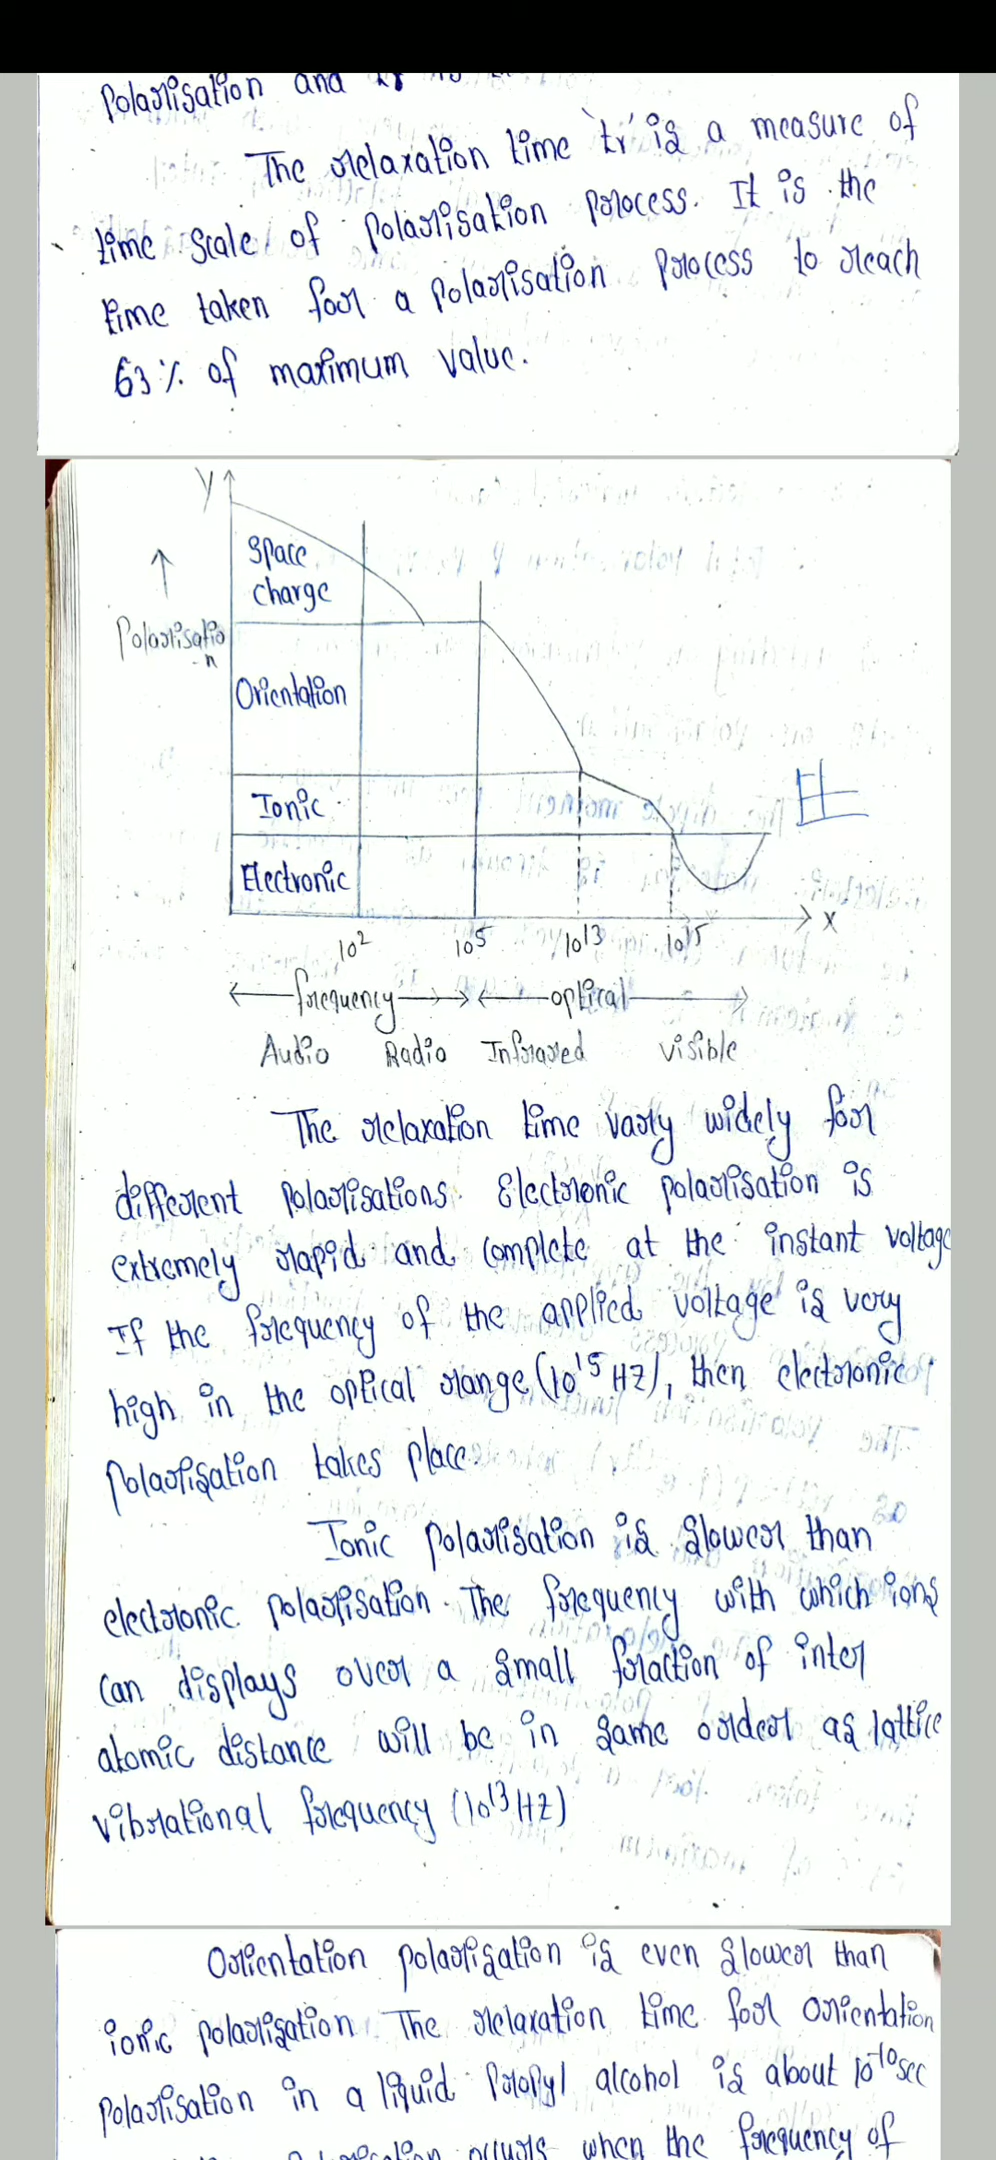 Polarisation and
The relaxation time 'tr' is a measure of
time scale of polarisation process. It is the
time taken for a polarisation process to reach
63% of maximum value.
Y
Space
charge
Polarisatio
-n
Orientation
Ionic
Electronic
X
10² 10⁵ 10¹³ 10¹⁵
frequency optical
Audio Radio Infrared visible
The relaxation time vary widely for
different polarisations. Electronic polarisation is
extremely rapid and complete at the instant voltage
If the frequency of the applied voltage is very
high in the optical range (10¹⁵ HZ), then electronic
polarisation takes place.
Ionic polarisation is slower than
electronic polarisation. The frequency with which ions
can displays over a small fraction of inter
atomic distance will be in same order as lattice
vibrational frequency (10¹³ HZ)
Orientation polarisation is even slower than
ionic polarisation. The relaxation time for orientation
polarisation in a liquid propyl alcohol is about 10⁻¹⁰ sec
occurs when the frequency of